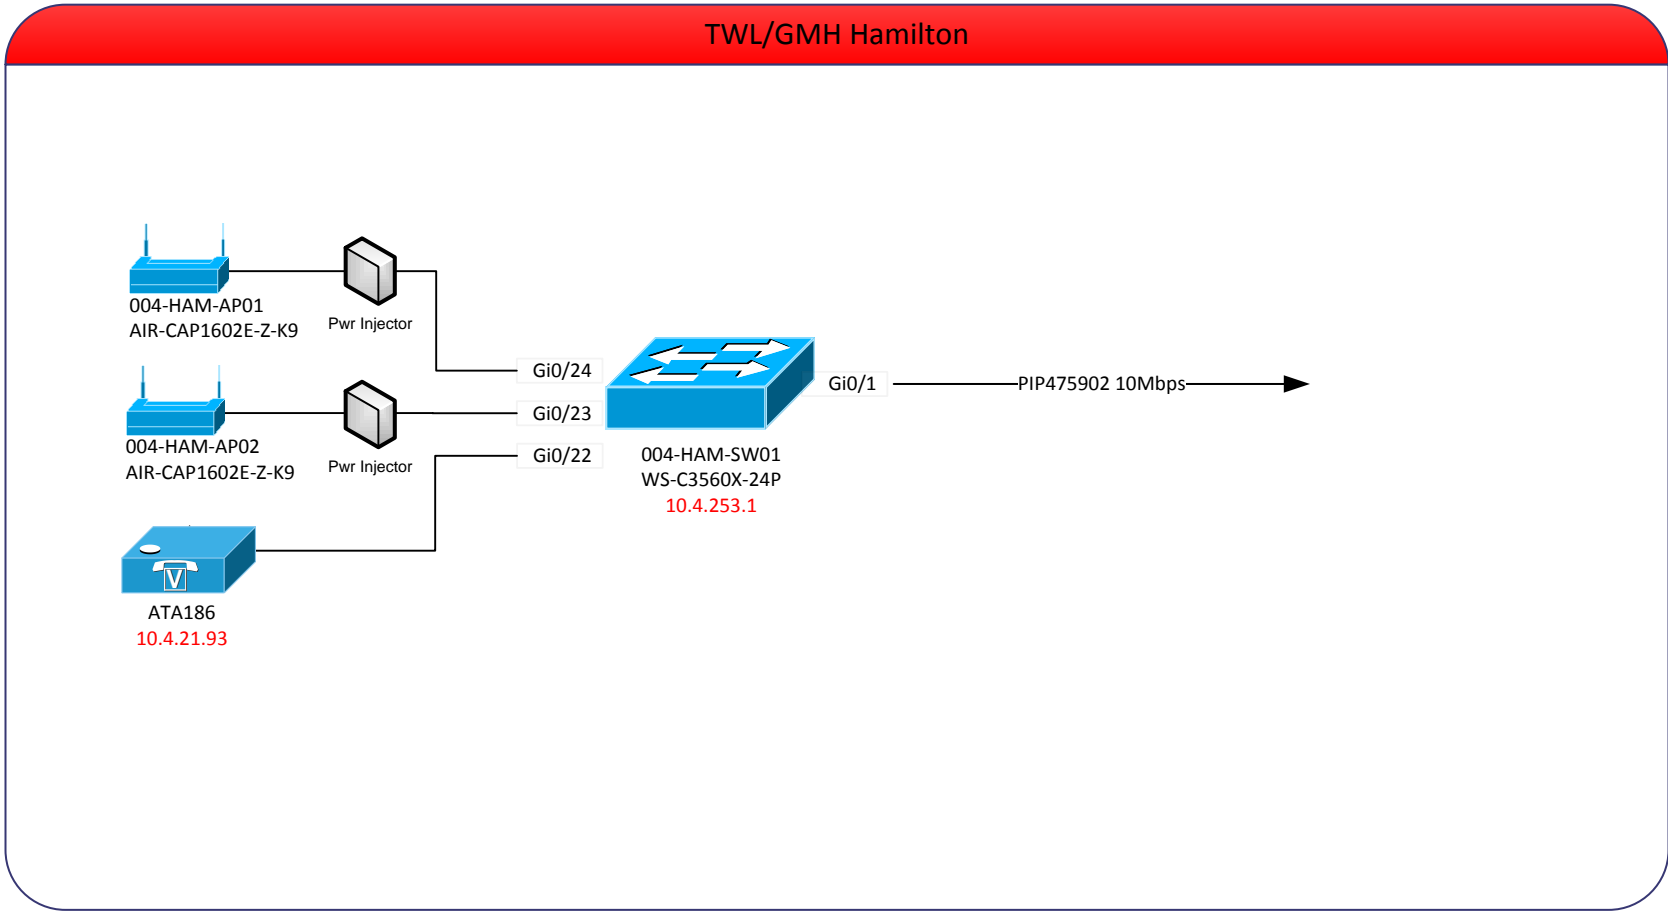 TWL/GMH Hamilton
004-HAM-AP01
AIR-CAP1602E-Z-K9
Pwr Injector
Gi0/24
Gi0/1
PIP475902 10Mbps
Gi0/23
004-HAM-AP02
AIR-CAP1602E-Z-K9
Pwr Injector
Gi0/22
004-HAM-SW01
WS-C3560X-24P
10.4.253.1
V
ATA186
10.4.21.93